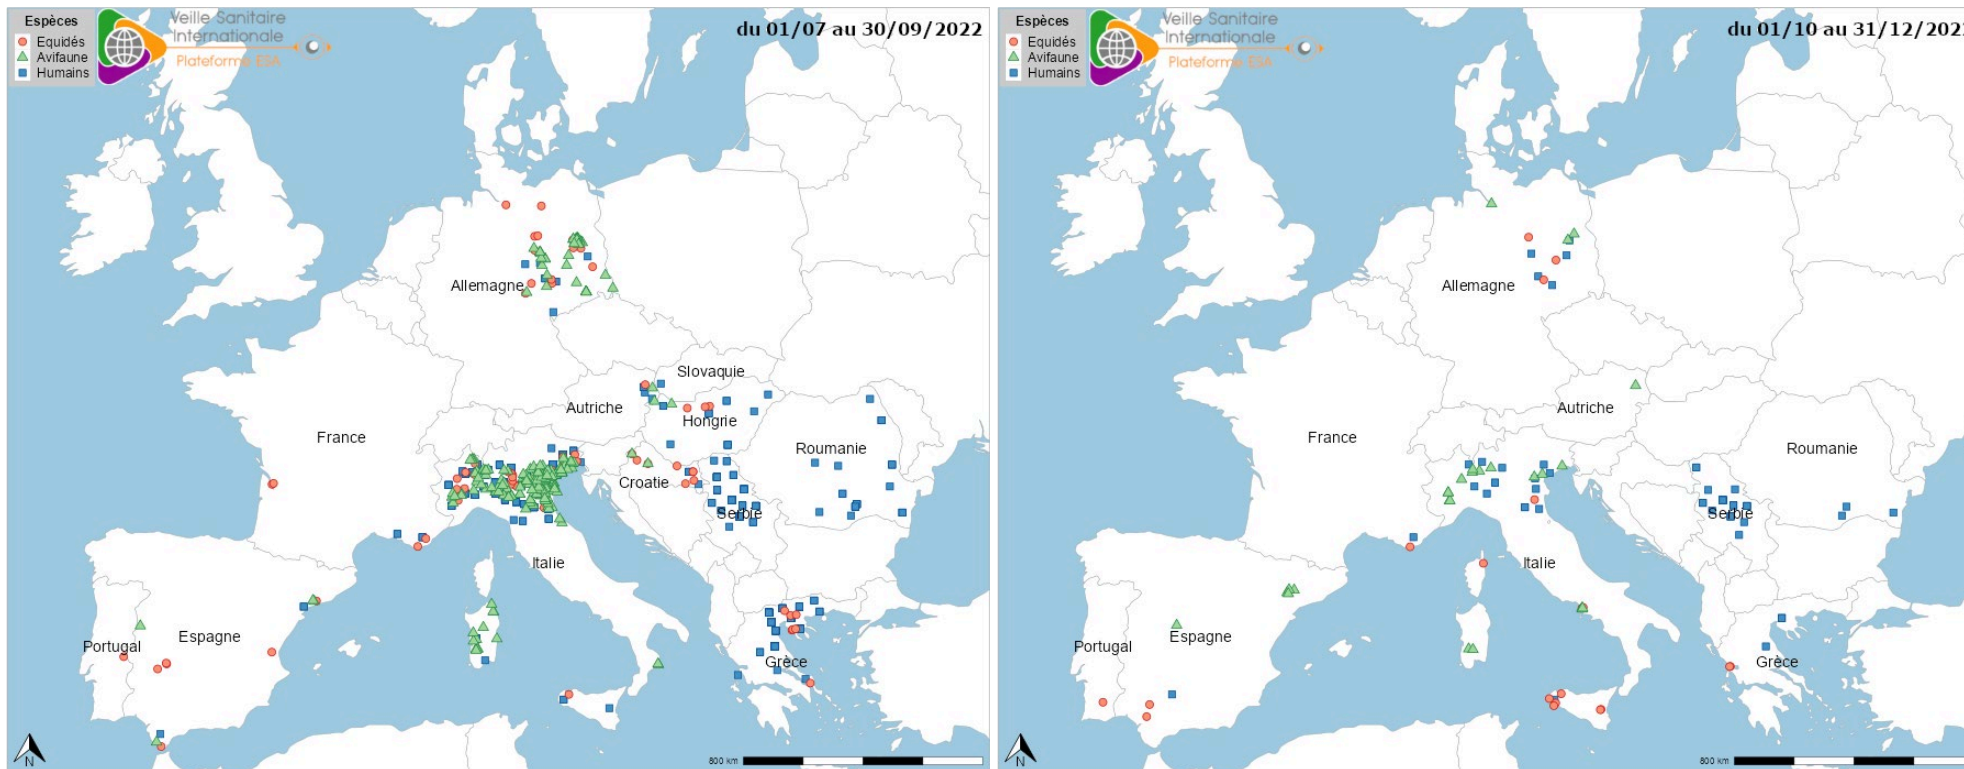 Espèces
Equidés
Avifaune
Humains
Veille Sanitaire
Internationale
Plateforme ESA
du 01/07 au 30/09/2022
Allemagne
Slovaquie
Autriche
Hongrie
France
Roumanie
Croatie
Serbie
Italie
Portugal
Espagne
Grèce
N
800 km
Espèces
Equidés
Avifaune
Humains
Veille Sanitaire
Internationale
Plateforme ESA
du 01/10 au 31/12/202
Allemagne
Autriche
France
Roumanie
Serbie
Italie
Portugal
Espagne
Grèce
N
800 km